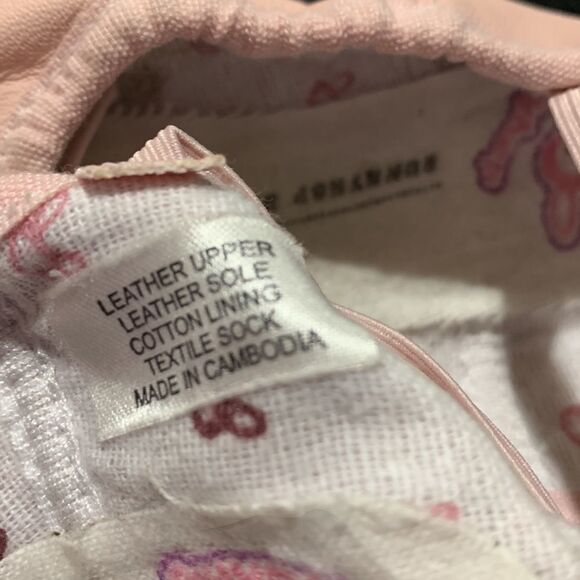 LEATHER UPPER
LEATHER SOLE
COTTON LINING
TEXTILE SOCK
MADE IN CAMBODIA